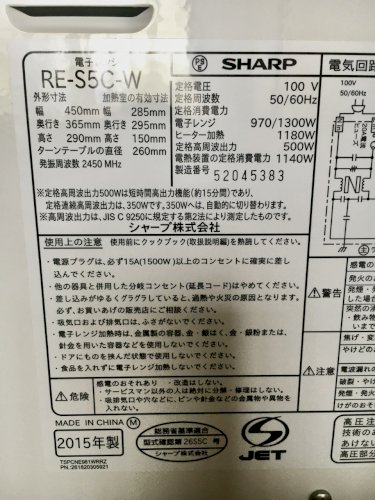 電子レンジ
RE-S5C-W
PS
E
SHARP
電気回路
外形寸法 加熱室の有効寸法
幅 450mm 幅 285mm
奥行き 365mm 奥行き 295mm
高さ 271mm 高さ 150mm
ターンテーブルの直径 260mm
発振周波数 2450 MHz
定格電圧 100 V
定格周波数 50/60Hz
定格消費電力
電子レンジ 970/1300W
ヒーター加熱 1180W
定格高周波出力 500W
電熱装置の定格消費電力 1140W
製造番号 52045383
100V
50/60Hz
※定格高周波出力500Wは短時間高出力機能(約15分間)であり、
定格連続高周波出力は、350Wです。350Wへは、自動的に切り替わります。
※高周波出力は、JIS C 9250に規定する第2法により測定したものです。
シャープ株式会社
使用上の注意 使用前にクックブック(取扱説明編)を熟読してください。
・電源プラグは、必ず15A(1500W)以上のコンセントに確実に差し
込んでください。
・他の器具と併用した分岐コンセント(延長コード)はやめてください。
・差し込みがゆるくグラグラしていると、過熱や火災の原因となります。
必ず、お買いあげの販売店にご相談ください。
・吸気口および排気口は、ふさがないでください。
・電子レンジ加熱時は、金属製の容器、金・銀はく、金・銀粉または、
針金を用いた容器などを使用しないでください。
・ドアにものを挟んだ状態で使用しないでください。
・食品を入れずに電子レンジ加熱しないでください。
危険
感電のおそれあり ・改造はしない。
・サービスマン以外の人は絶対に分解・修理はしない。
・吸排気口や穴などに、ピンや針金などの金属物や異物を
入れない。
警告
注意
MADE IN CHINA M
2015年製
TSPCNE981WRRZ
PN:261620305921
総務省基準適合
型式確認第 26S5C 号
シャープ株式会社
S
JET
高圧注